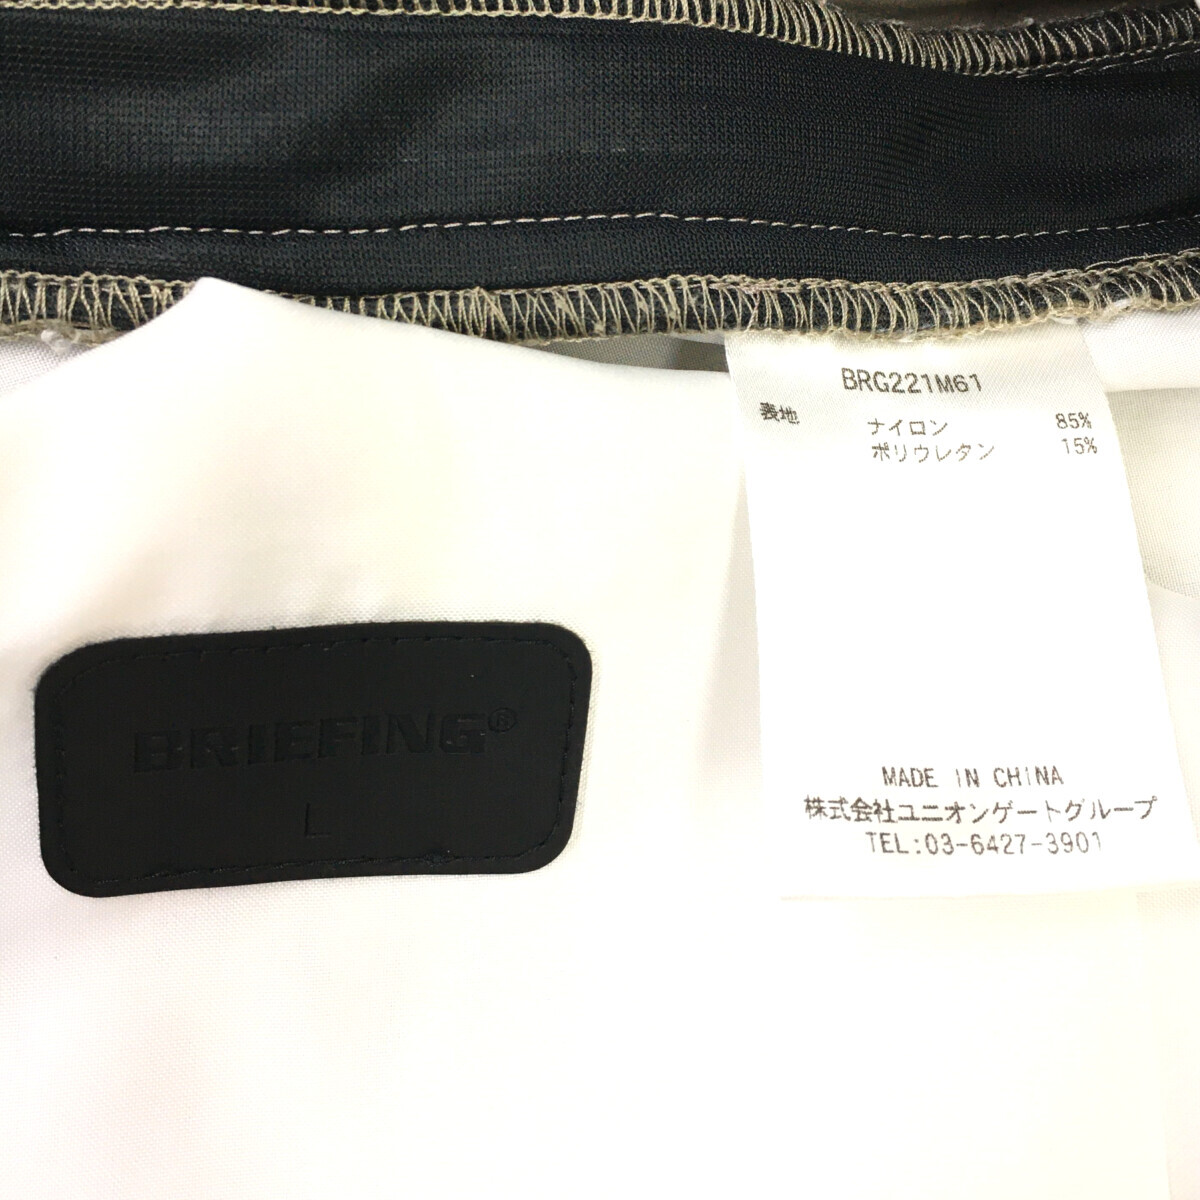 BRG221M61
表地 ナイロン 85%
ポリウレタン 15%
BRIEFING®
L
MADE IN CHINA
株式会社ユニオンゲートグループ
TEL:03-6427-3901